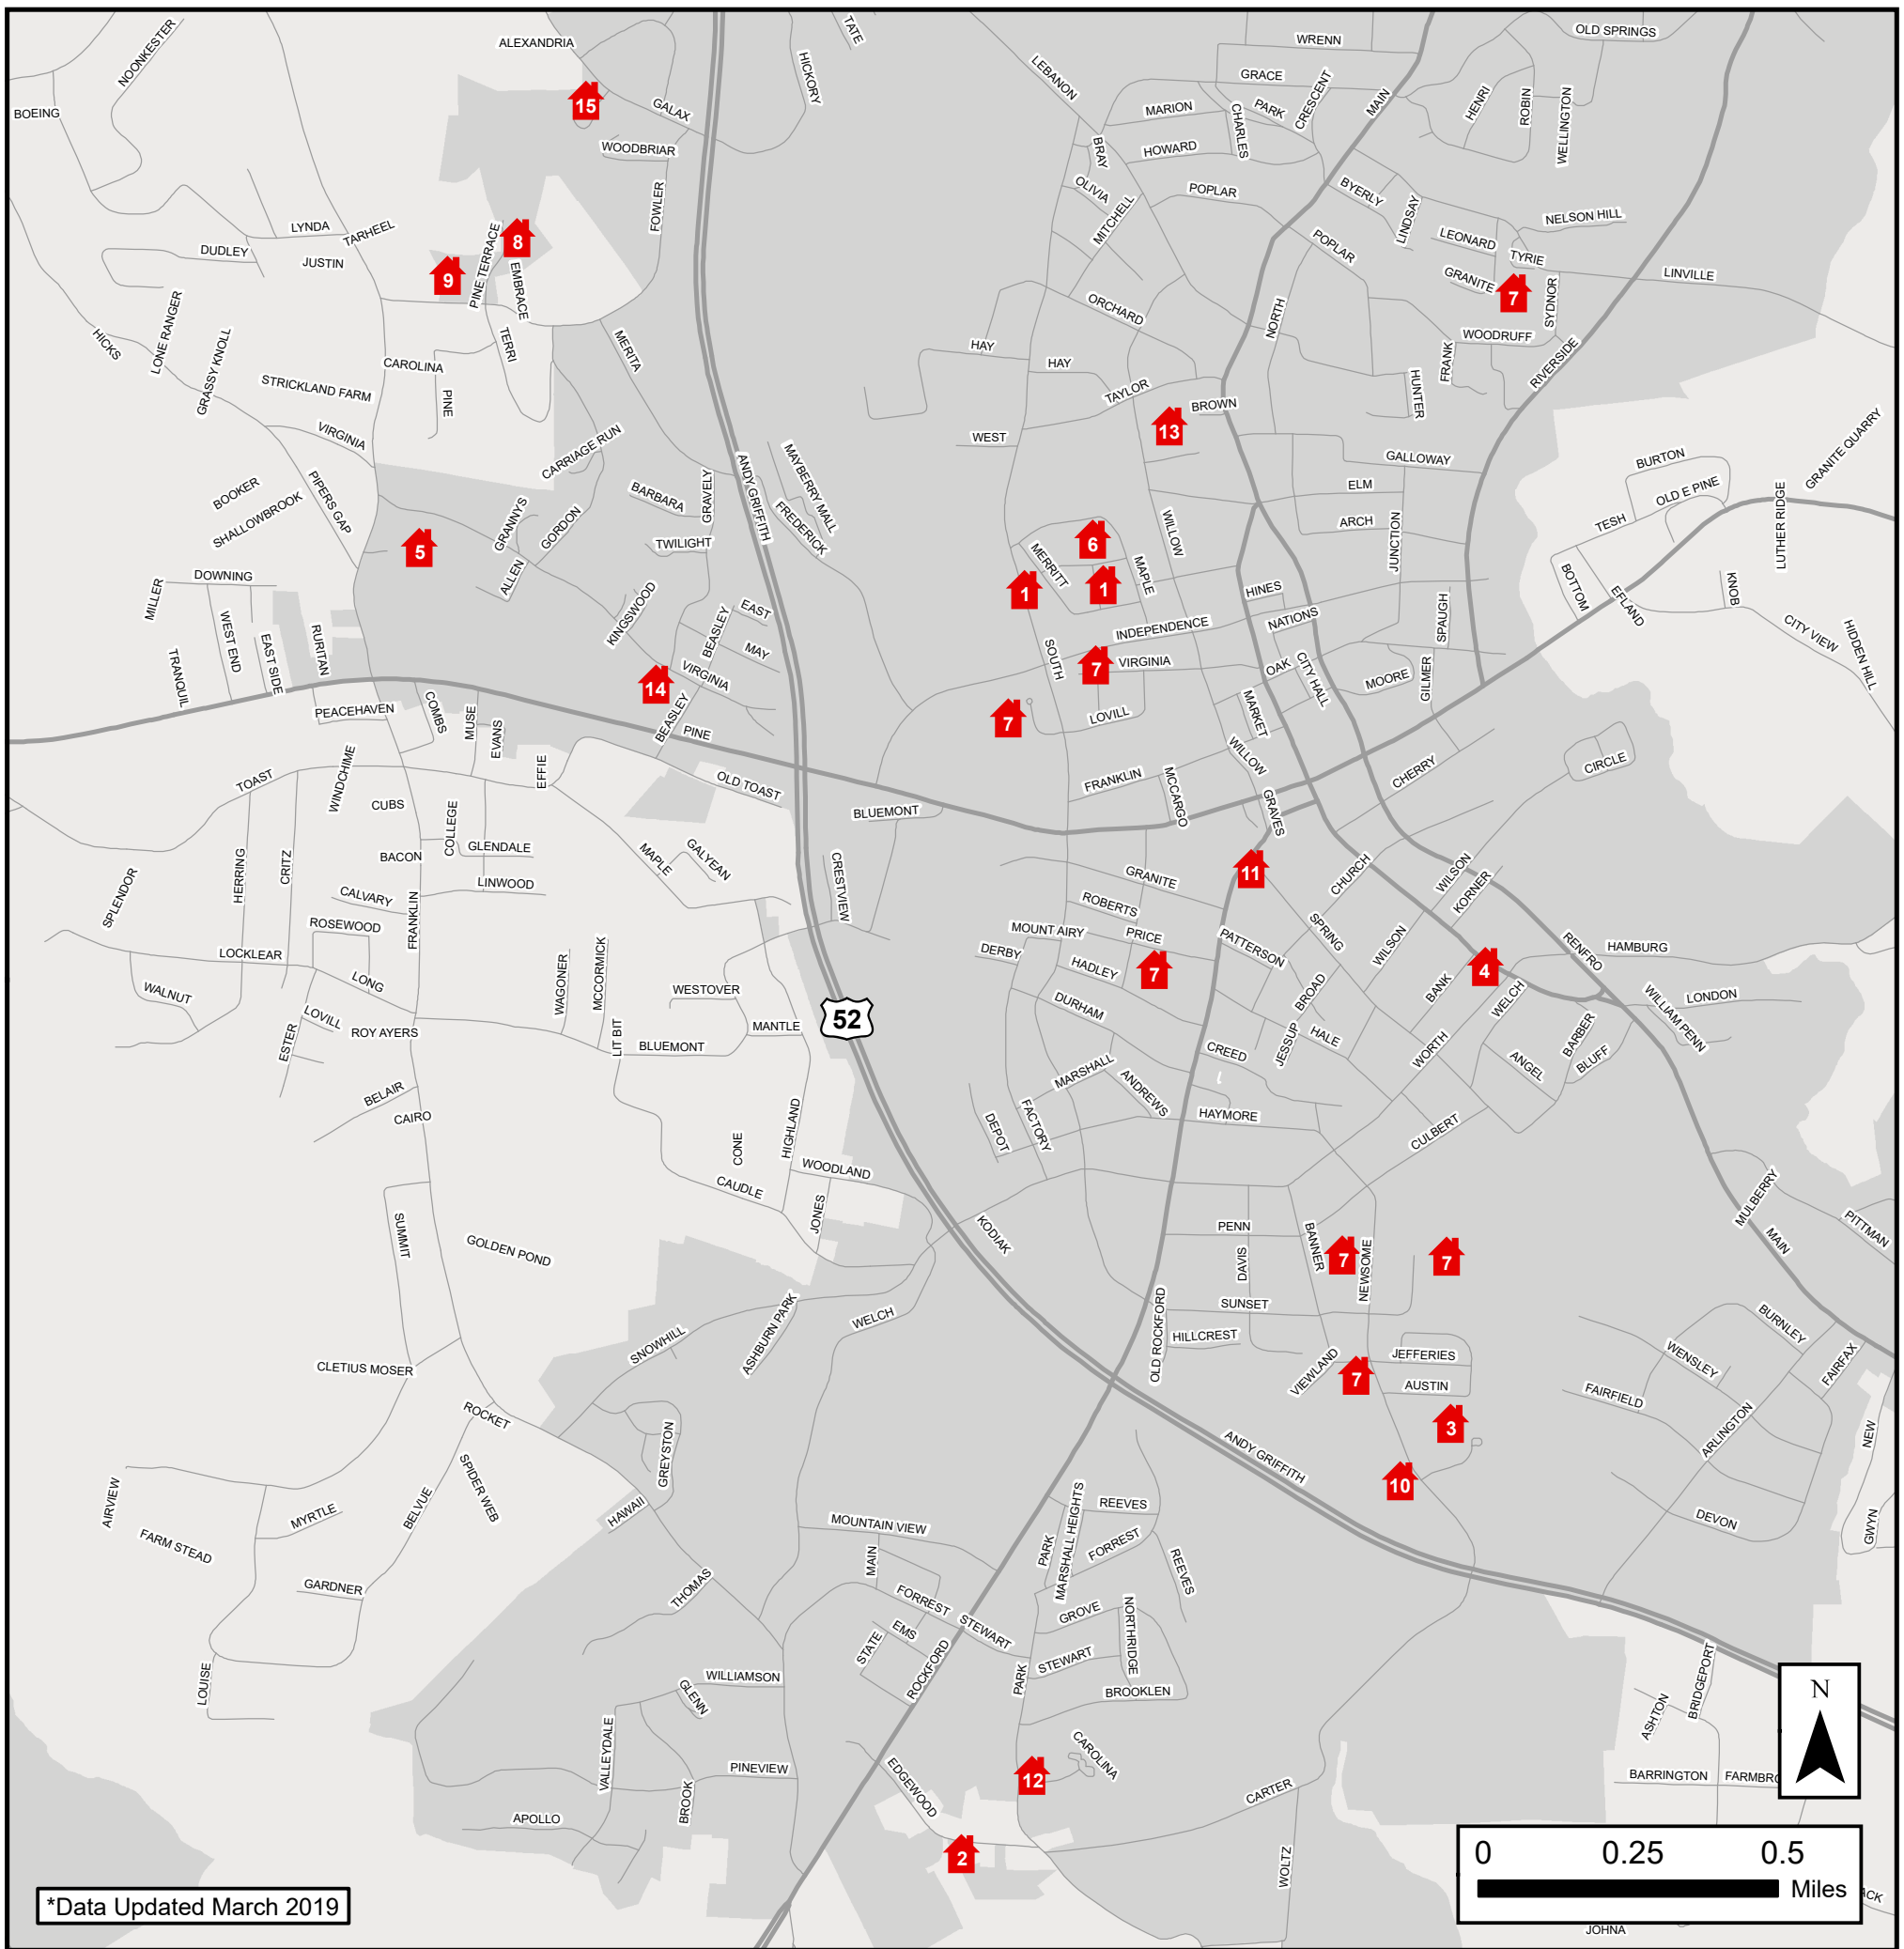 NOONKESTER
ALEXANDRIA
TATE
HICKORY
LEBANON
WRENN
OLD SPRINGS
BOEING
15
GALAX
GRACE
PARK
CRESCENT
MAIN
HENRI
ROBIN
WELLINGTON
MARION
CHARLES
WOODBRIAR
BRAY
HOWARD
FOWLER
OLIVIA
POPLAR
BYERLY
LINDSAY
NELSON HILL
MITCHELL
LYNDA
TARHEEL
PINE TERRACE
8
POPLAR
LEONARD
TYRIE
DUDLEY
JUSTIN
9
EMBRACE
GRANITE
7
SYDNOR
LINVILLE
LONE RANGER
ORCHARD
NORTH
HICKS
GRASSY KNOLL
TERRI
MERITA
HAY
HAY
WOODRUFF
FRANK
RIVERSIDE
CAROLINA
STRICKLAND FARM
PINE
TAYLOR
BROWN
HUNTER
13
VIRGINIA
CARRIAGE RUN
WEST
GRANITE QUARRY
BOOKER
PIPERS GAP
ANDY GRIFFITH
MAYBERRY MALL
GALLOWAY
BURTON
SHALLOWBROOK
BARBARA
GRAVELY
ELM
OLD E PINE
GRANNYS
GORDON
FREDERICK
WILLOW
ARCH
JUNCTION
TESH
LUTHER RIDGE
5
TWILIGHT
6
MERRITT
MAPLE
DOWNING
ALLEN
1
1
HINES
BOTTOM
KNOB
MILLER
KINGSWOOD
EAST
BEASLEY
NATIONS
SPAUGH
EFLAND
WEST END
EAST SIDE
RURITAN
MAY
INDEPENDENCE
CITY VIEW
HIDDEN HILL
SOUTH
7
VIRGINIA
OAK
CITY HALL
GILMER
TRANQUIL
14
VIRGINIA
MOORE
COMBS
PEACEHAVEN
MUSE
BEASLEY
7
LOVILL
MARKET
EVANS
PINE
WINDCHIME
EFFIE
WILLOW
CIRCLE
TOAST
OLD TOAST
FRANKLIN
MCCARGO
CHERRY
CUBS
COLLEGE
BLUEMONT
GRAVES
BACON
GLENDALE
MAPLE
GALYEAN
HERRING
CRITZ
11
CHURCH
WILSON
SPLENDOR
CALVARY
LINWOOD
CRESTVIEW
GRANITE
KORNER
ROSEWOOD
FRANKLIN
ROBERTS
MOUNT AIRY
PRICE
PATTERSON
SPRING
WILSON
RENFRO
HAMBURG
LOCKLEAR
WAGONER
MCCORMICK
DERBY
HADLEY
7
4
WALNUT
LONG
WESTOVER
BROAD
BANK
WELCH
WILLIAM PENN
LONDON
LOVILL
DURHAM
52
ESTER
ROY AYERS
MANTLE
LIT BIT
BLUEMONT
JESSUP
HALE
WORTH
BARBER
CREED
MARSHALL
ANGEL
BLUFF
BELAIR
ANDREWS
CAIRO
CONE
HIGHLAND
DEPOT
FACTORY
HAYMORE
CULBERT
WOODLAND
CAUDLE
SUMMIT
JONES
KODIAK
PENN
BANNER
MULBERRY
PITTMAN
GOLDEN POND
DAVIS
7
NEWSOME
7
MAIN
ASHBURN PARK
WELCH
OLD ROCKFORD
SUNSET
SNOWHILL
HILLCREST
BURNLEY
CLETIUS MOSER
VIEWLAND
7
JEFFERIES
WENSLEY
FAIRFAX
AUSTIN
FAIRFIELD
ROCKET
3
ARLINGTON
NEW
GREYSTON
ANDY GRIFFITH
10
SPIDER WEB
AIRVIEW
BELVUE
HAWAII
REEVES
MYRTLE
MOUNTAIN VIEW
PARK
MARSHALL HEIGHTS
DEVON
GWYN
FARM STEAD
MAIN
FORREST
REEVES
GARDNER
THOMAS
FORREST
STEWART
GROVE
NORTHRIDGE
EMS
STATE
LOUISE
ROCKFORD
PARK
STEWART
WILLIAMSON
GLENN
BROOKLEN
ASHTON
BRIDGEPORT
N
VALLEYDALE
PINEVIEW
EDGEWOOD
12
CAROLINA
BROOK
CARTER
BARRINGTON
FARMBRO
APOLLO
2
WOLTZ
0 0.25 0.5
Miles
*Data Updated March 2019
ACK
JOHNA